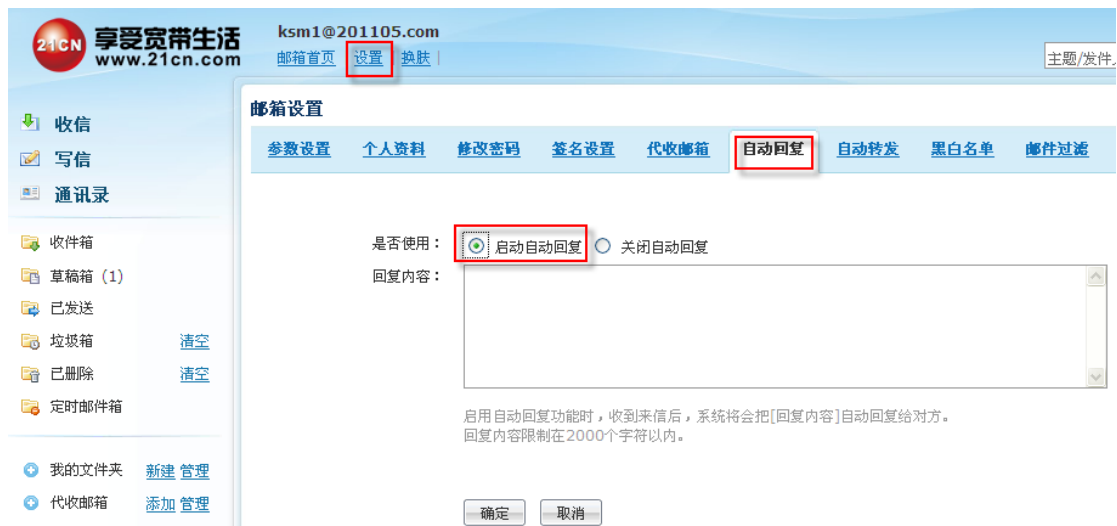 21CN 享受宽带生活
www.21cn.com
ksm1@201105.com
邮箱首页 设置 | 换肤 |
主题/发件人
收信
写信
通讯录
收件箱
草稿箱 (1)
已发送
垃圾箱 清空
已删除 清空
定时邮件箱
我的文件夹 新建 管理
代收邮箱 添加 管理
邮箱设置
参数设置 个人资料 修改密码 签名设置 代收邮箱 自动回复 自动转发 黑白名单 邮件过滤
是否使用： 启动自动回复 关闭自动回复
回复内容：
启用自动回复功能时，收到来信后，系统将会把[回复内容]自动回复给对方。
回复内容限制在2000个字符以内。
确定 取消